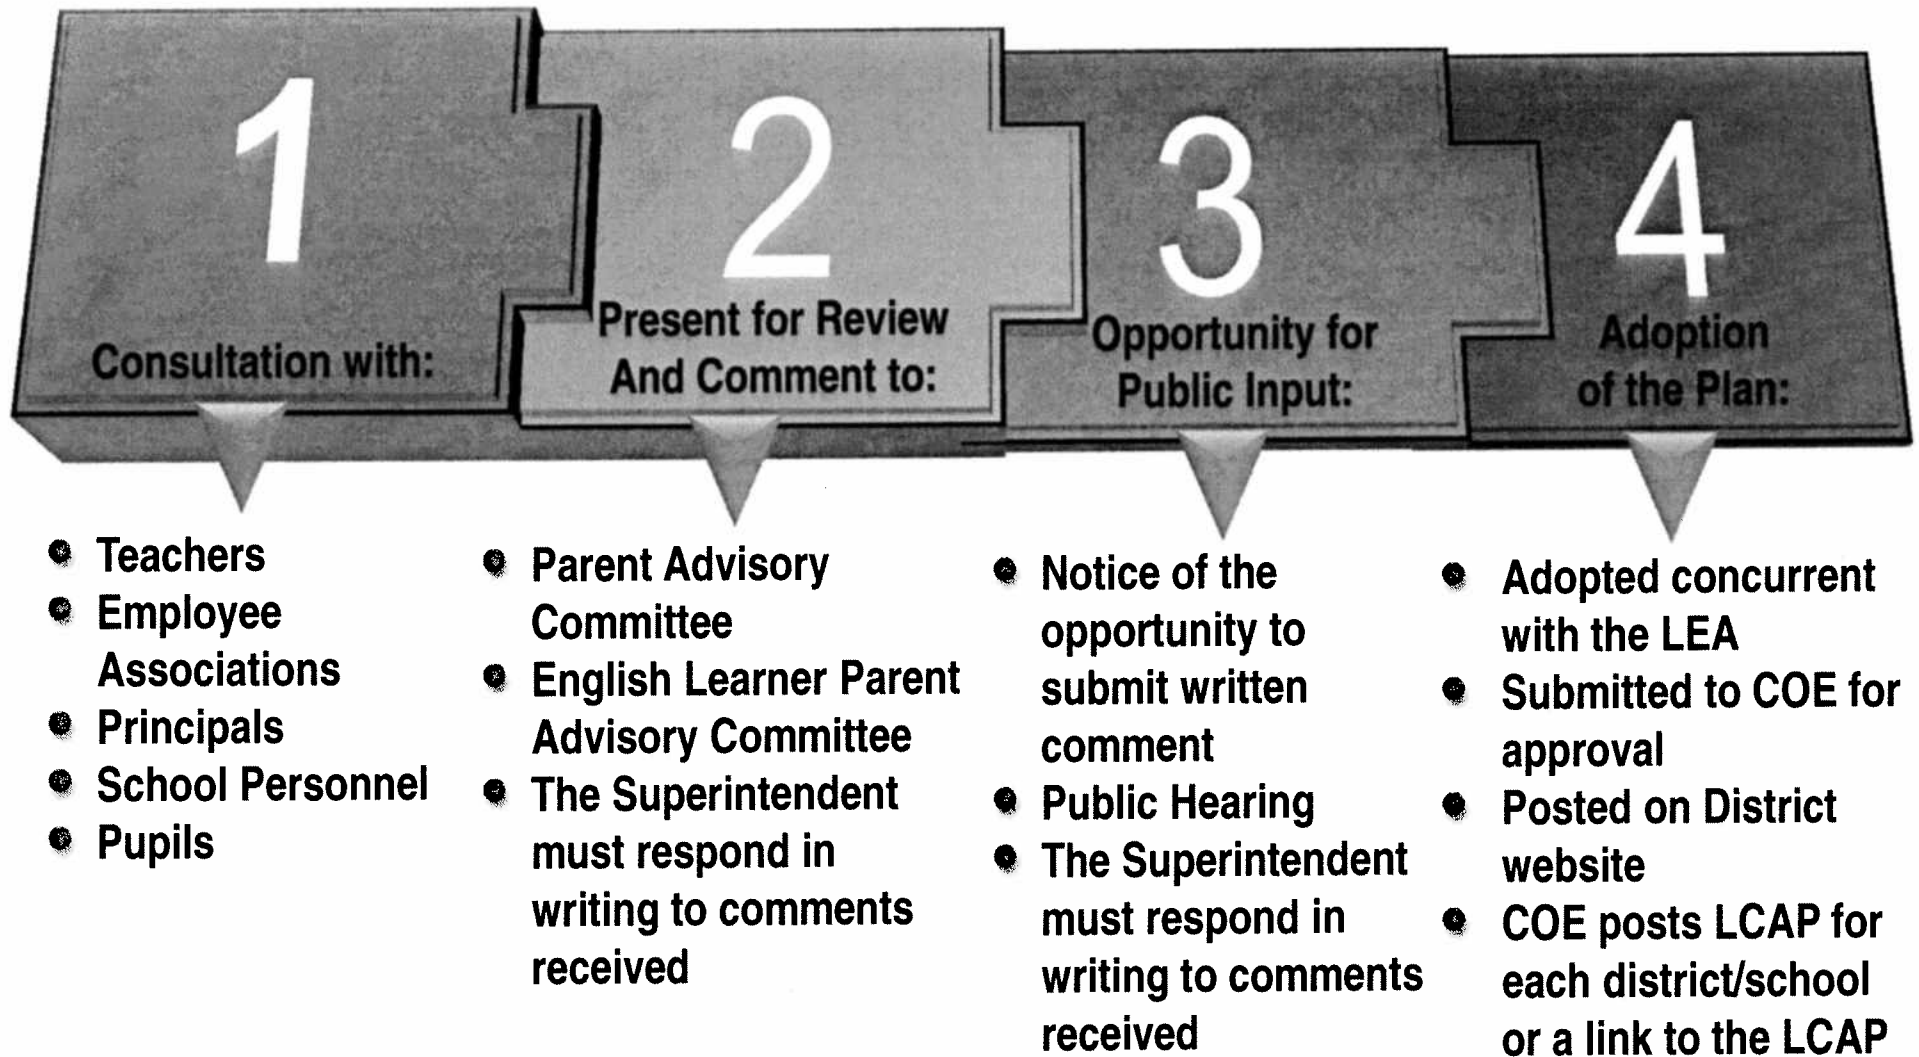 1
Consultation with:
Teachers
Employee
Associations
Principals
School Personnel
Pupils
2
Present for Review
And Comment to:
Parent Advisory
Committee
English Learner Parent
Advisory Committee
The Superintendent
must respond in
writing to comments
received
3
Opportunity for
Public Input:
Notice of the
opportunity to
submit written
comment
Public Hearing
The Superintendent
must respond in
writing to comments
received
4
Adoption
of the Plan:
Adopted concurrent
with the LEA
Submitted to COE for
approval
Posted on District
website
COE posts LCAP for
each district/school
or a link to the LCAP